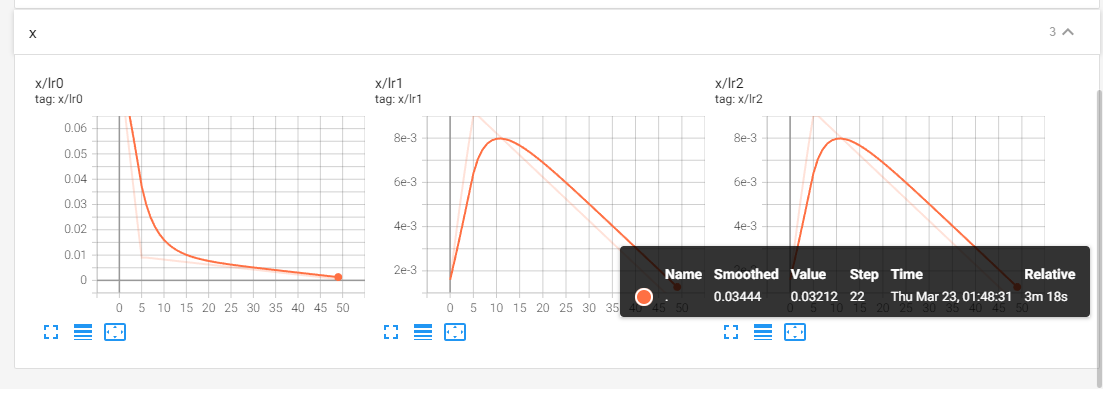 x 3
x/lr0
tag: x/lr0
0.06
0.05
0.04
0.03
0.02
0.01
0
0 5 10 15 20 25 30 35 40 45 50
x/lr1
tag: x/lr1
8e-3
6e-3
4e-3
2e-3
0 5 10 15 20 25 30 35 40 45 50
x/lr2
tag: x/lr2
8e-3
6e-3
4e-3
0 5 10 15 20 25 30 35 40 45 50
Name Smoothed Value Step Time Relative
. 0.03444 0.03212 22 Thu Mar 23, 01:48:31 3m 18s